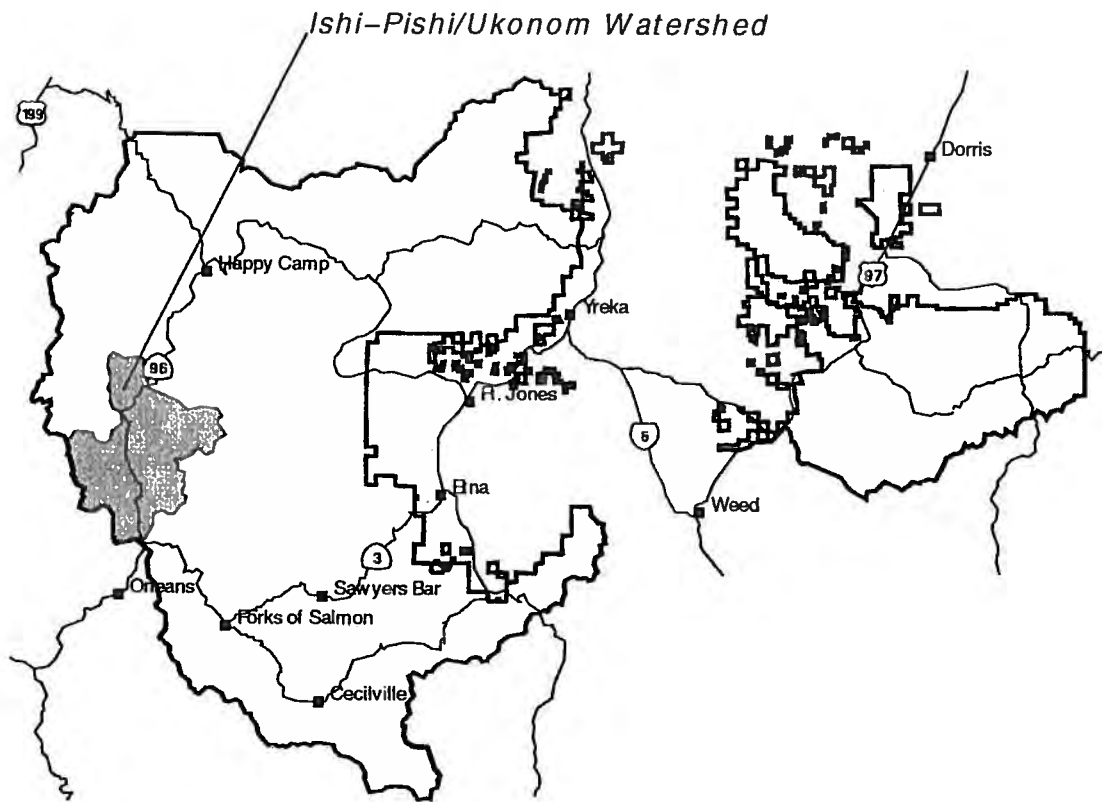 Ishi-Pishi/Ukonom Watershed
199
Dorris
Happy Camp
97
Yreka
96
Ft. Jones
5
Etna
Weed
3
Orleans
Sawyers Bar
Forks of Salmon
Cecilville